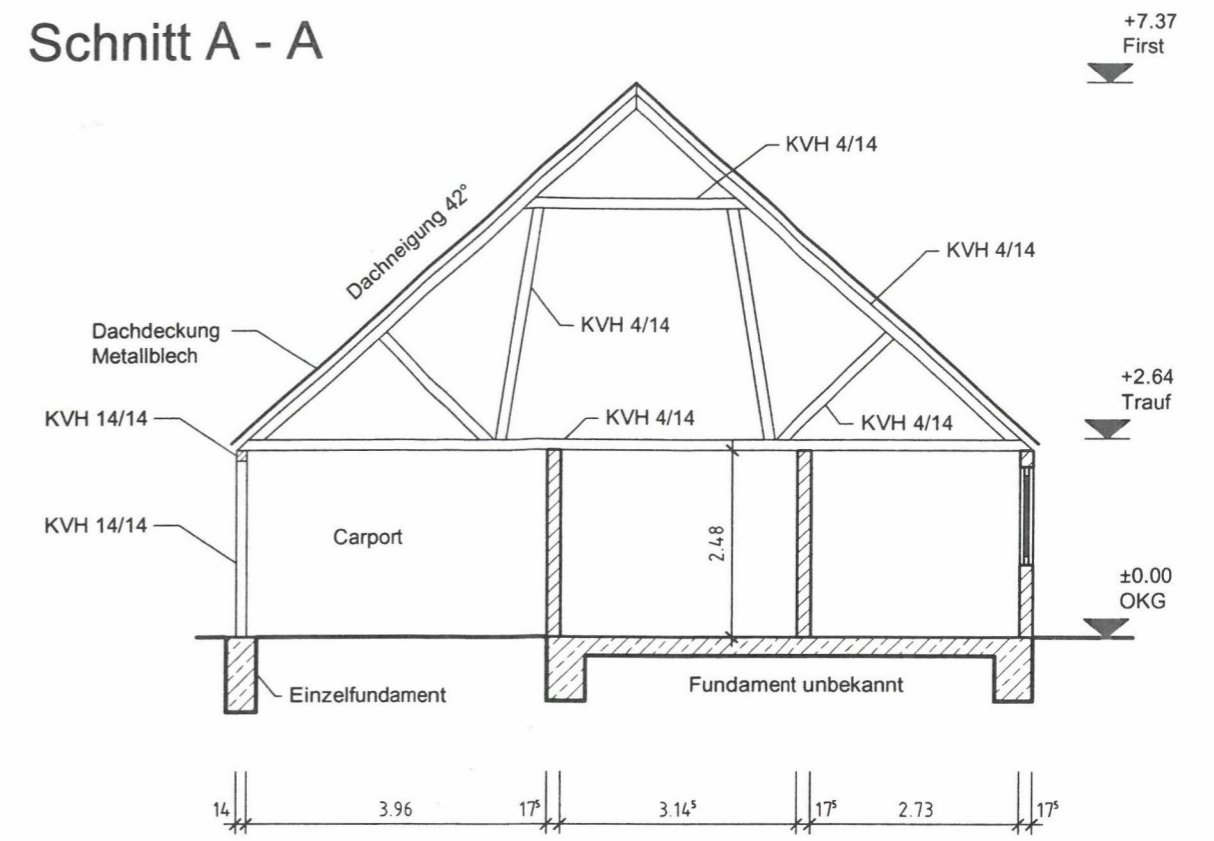 Schnitt A - A
+7.37
First
KVH 4/14
Dachneigung 42°
KVH 4/14
KVH 4/14
Dachdeckung
Metallblech
+2.64
Trauf
KVH 14/14
KVH 4/14
KVH 4/14
KVH 14/14
Carport
2.48
±0.00
OKG
Einzelfundament
Fundament unbekannt
14
3.96
17⁵
3.14⁵
17⁵
2.73
17⁵